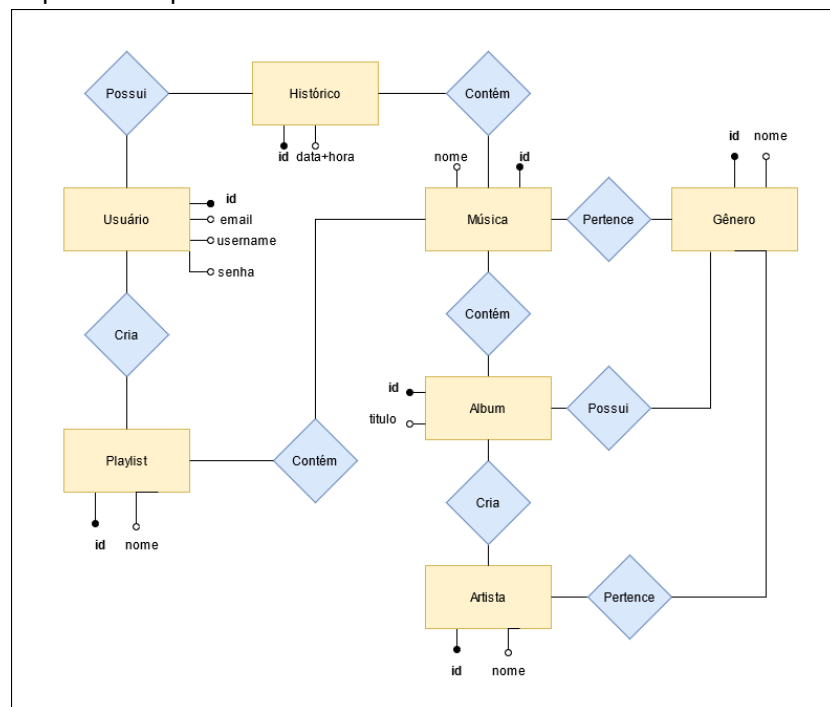 Possui
Histórico
Contém
id
data+hora
id
nome
nome
id
Usuário
id
email
username
senha
Música
Pertence
Gênero
Cria
Contém
id
titulo
Album
Possui
Playlist
Contém
id
nome
Cria
Artista
Pertence
id
nome